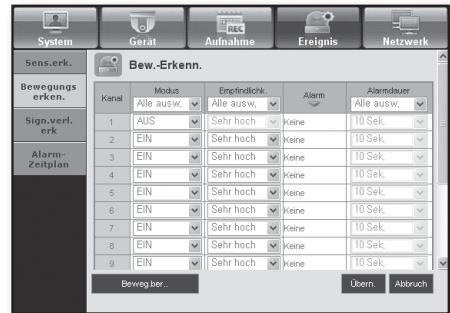 REC
System Gerät Aufnahme Ereignis Netzwerk
Sens.erk.
Bewegungs
erken.
Sign.verl.
erk
Alarm-
Zeitplan
Bew.-Erkenn.
Kanal Modus Empfindlichk. Alarm Alarmdauer
Alle ausw, Alle ausw, Alle ausw,
1 AUS Sehr hoch Keine 10 Sek,
2 EIN Sehr hoch Keine 10 Sek,
3 EIN Sehr hoch Keine 10 Sek,
4 EIN Sehr hoch Keine 10 Sek,
5 EIN Sehr hoch Keine 10 Sek,
6 EIN Sehr hoch Keine 10 Sek,
7 EIN Sehr hoch Keine 10 Sek,
8 EIN Sehr hoch Keine 10 Sek,
9 EIN Sehr hoch Keine 10 Sek,
Beweg.ber.. Übern. Abbruch